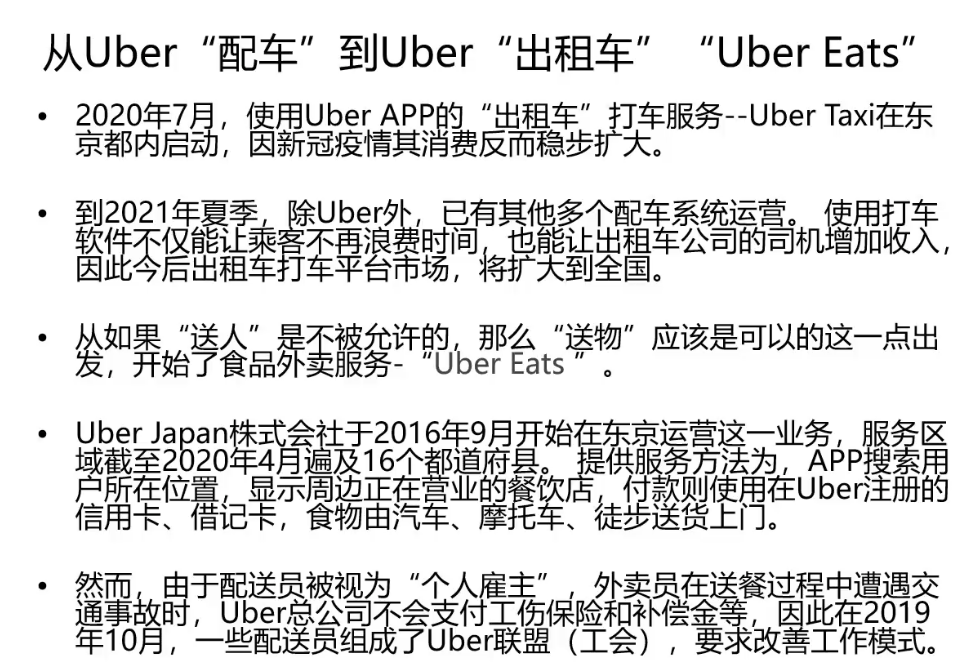 从Uber“配车”到Uber“出租车” “Uber Eats”
• 2020年7月，使用Uber APP的“出租车”打车服务--Uber Taxi在东
京都内启动，因新冠疫情其消费反而稳步扩大。
• 到2021年夏季，除Uber外，已有其他多个配车系统运营。 使用打车
软件不仅能让乘客不再浪费时间，也能让出租车公司的司机增加收入，
因此今后出租车打车平台市场，将扩大到全国。
• 从如果“送人”是不被允许的，那么“送物”应该是可以的这一点出
发，开始了食品外卖服务-“Uber Eats ”。
• Uber Japan株式会社于2016年9月开始在东京运营这一业务，服务区
域截至2020年4月遍及16个都道府县。 提供服务方法为，APP搜索用
户所在位置，显示周边正在营业的餐饮店，付款则使用在Uber注册的
信用卡、借记卡，食物由汽车、摩托车、徒步送货上门。
• 然而，由于配送员被视为“个人雇主”，外卖员在送餐过程中遭遇交
通事故时，Uber总公司不会支付工伤保险和补偿金等，因此在2019
年10月，一些配送员组成了Uber联盟（工会）, 要求改善工作模式。